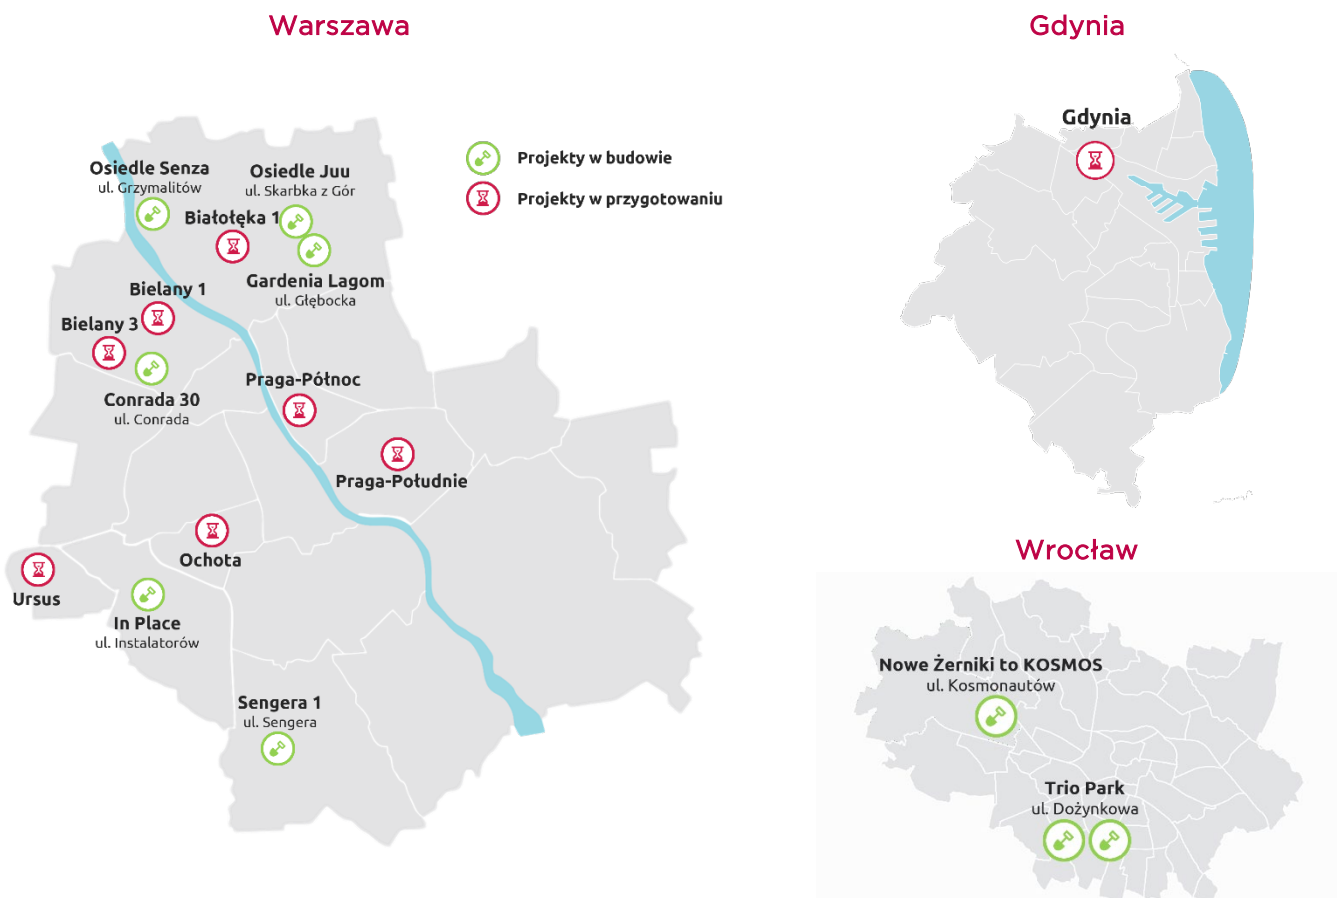 Warszawa
Osiedle Senza
ul. Grzymalitów
Osiedle Juu
ul. Skarbka z Gór
Białołęka 1
Gardenia Lagom
ul. Głębocka
Bielany 1
Bielany 3
Conrada 30
ul. Conrada
Praga-Północ
Praga-Południe
Ochota
Ursus
In Place
ul. Instalatorów
Sengera 1
ul. Sengera
Projekty w budowie
Projekty w przygotowaniu
Gdynia
Gdynia
Wrocław
Nowe Żerniki to KOSMOS
ul. Kosmonautów
Trio Park
ul. Dożynkowa